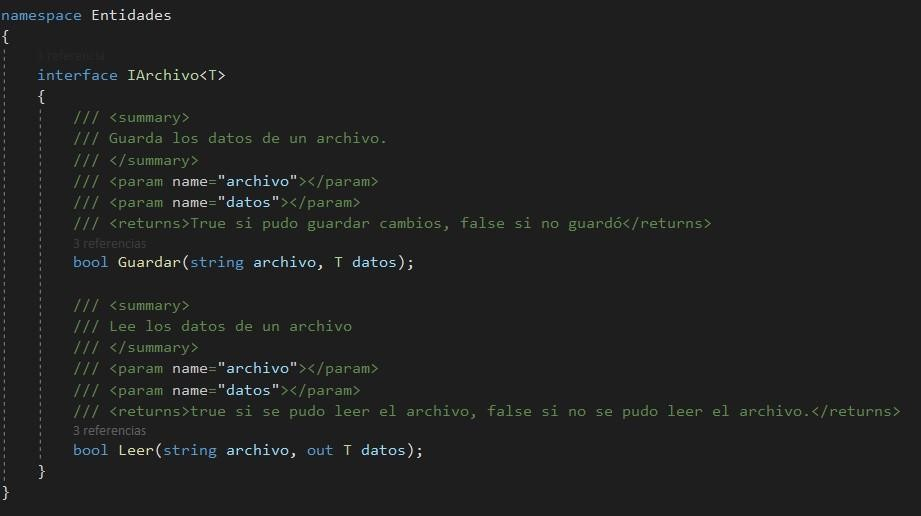 namespace Entidades
{
1 referencia
interface IArchivo<T>
{
/// <summary>
/// Guarda los datos de un archivo.
/// </summary>
/// <param name="archivo"></param>
/// <param name="datos"></param>
/// <returns>True si pudo guardar cambios, false si no guardó</returns>
3 referencias
bool Guardar(string archivo, T datos);
/// <summary>
/// Lee los datos de un archivo
/// </summary>
/// <param name="archivo"></param>
/// <param name="datos"></param>
/// <returns>true si se pudo leer el archivo, false si no se pudo leer el archivo.</returns>
3 referencias
bool Leer(string archivo, out T datos);
}
}